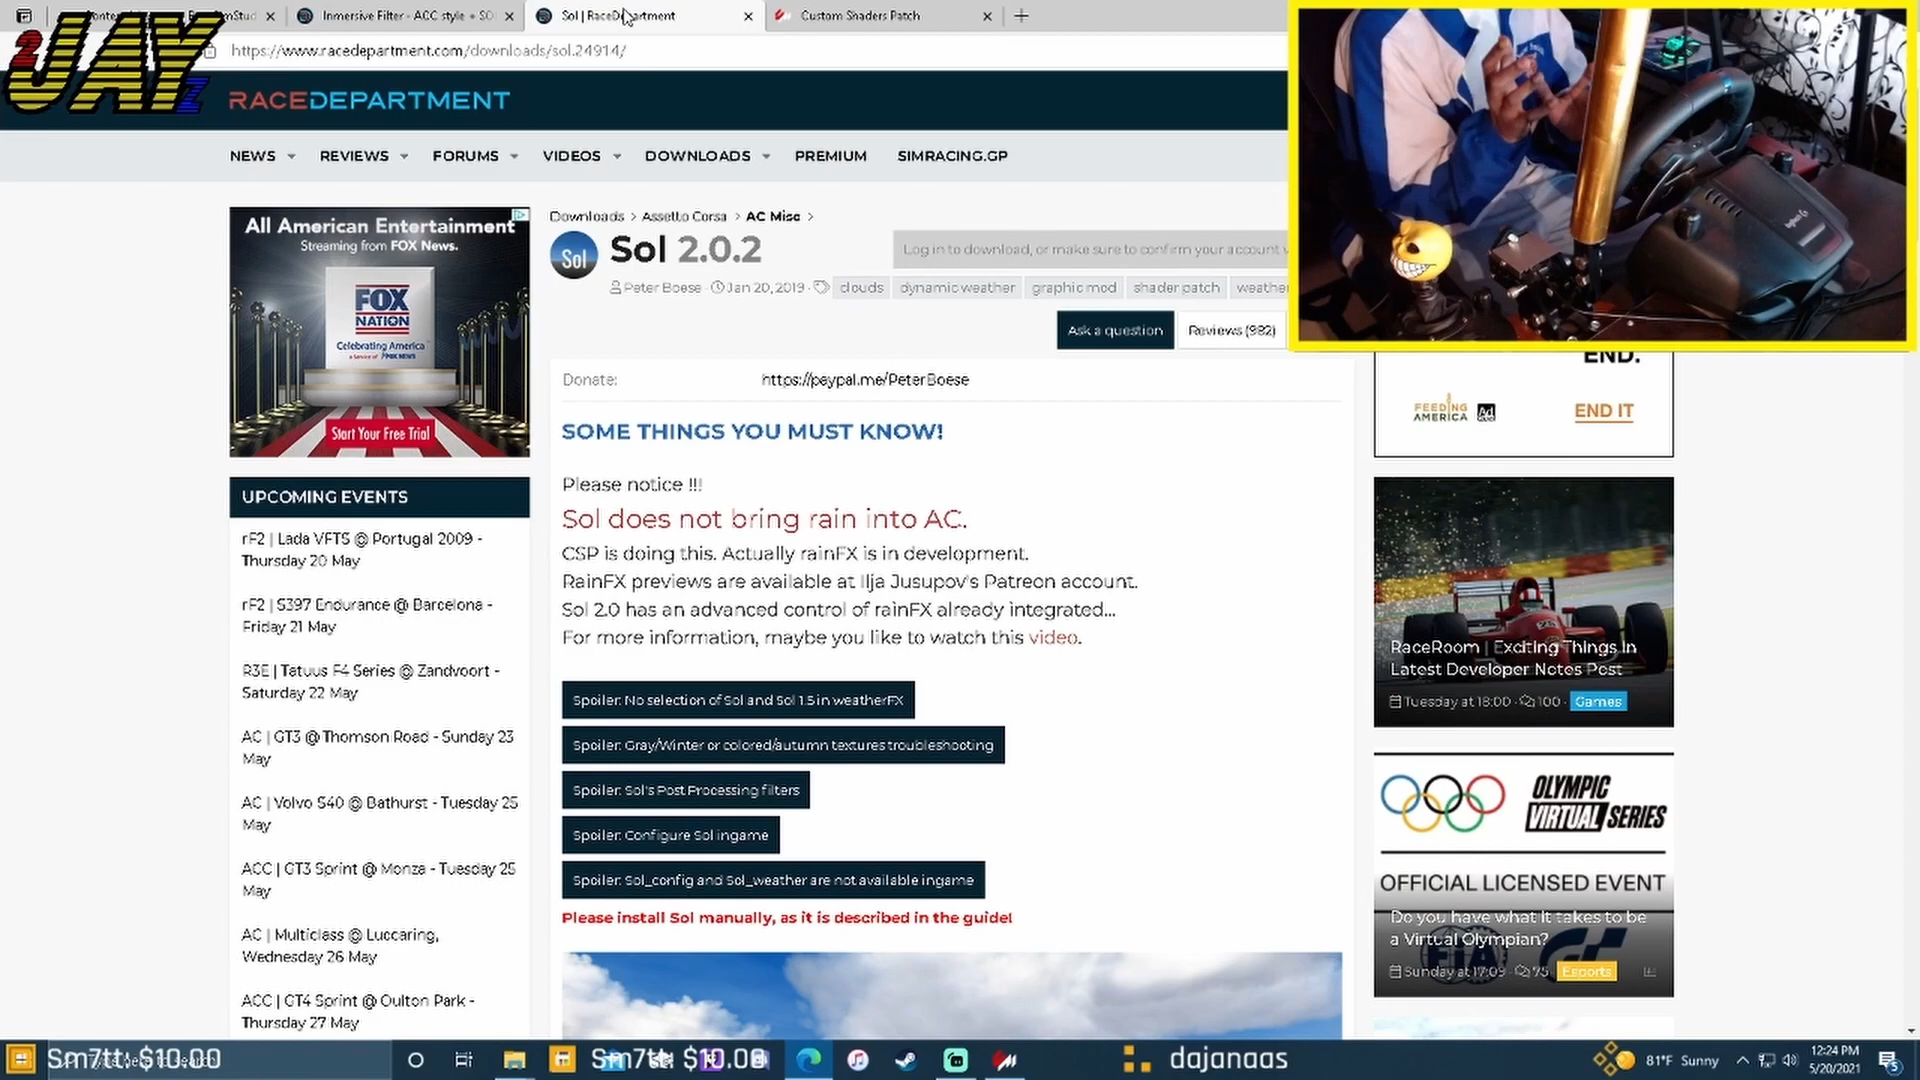 Inmersive Filter - ACC style + SO
Sol | RaceDepartment
Custom Shaders Patch
2
JAY
Z
https://www.racedepartment.com/downloads/sol.24914/
RACEDEPARTMENT
NEWS
REVIEWS
FORUMS
VIDEOS
DOWNLOADS
PREMIUM
SIMRACING.GP
All American Entertainment
Streaming from FOX News.
FOX
NATION
Celebrating America
Start Your Free Trial
Downloads > Assetto Corsa > AC Misc >
Sol
Sol 2.0.2
Log in to download, or make sure to confirm your account v
Peter Boese · Jan 20, 2019 ·
clouds
dynamic weather
graphic mod
shader patch
weather
Ask a question
Reviews (982)
Donate:
https://paypal.me/PeterBoese
SOME THINGS YOU MUST KNOW!
Please notice !!!
Sol does not bring rain into AC.
CSP is doing this. Actually rainFX is in development.
RainFX previews are available at Ilja Jusupov's Patreon account.
Sol 2.0 has an advanced control of rainFX already integrated...
For more information, maybe you like to watch this video.
Spoiler: No selection of Sol and Sol 1.5 in weatherFX
Spoiler: Gray/Winter or colored/autumn textures troubleshooting
Spoiler: Sol's Post Processing filters
Spoiler: Configure Sol ingame
Spoiler: Sol_config and Sol_weather are not available ingame
Please install Sol manually, as it is described in the guide!
UPCOMING EVENTS
rF2 | Lada VFTS @ Portugal 2009 -
Thursday 20 May
rF2 | S397 Endurance @ Barcelona -
Friday 21 May
R3E | Tatuus F4 Series @ Zandvoort -
Saturday 22 May
AC | GT3 @ Thomson Road - Sunday 23
May
AC | Volvo S40 @ Bathurst - Tuesday 25
May
ACC | GT3 Sprint @ Monza - Tuesday 25
May
AC | Multiclass @ Luccaring,
Wednesday 26 May
ACC | GT4 Sprint @ Oulton Park -
Thursday 27 May
END.
FEEDING
AMERICA
Ad
END IT
RaceRoom | Exciting Things In
Latest Developer Notes Post
Tuesday at 18:00 · 100 · Games
OLYMPIC
VIRTUAL SERIES
OFFICIAL LICENSED EVENT
Do you have what it takes to be
a Virtual Olympian?
FIA GT
Sunday at 17:09 · 75 · Esports
Sm7tt: $10.00
Sm7tt: $10.00
dajanaas
81°F Sunny
12:24 PM
5/20/2021
5